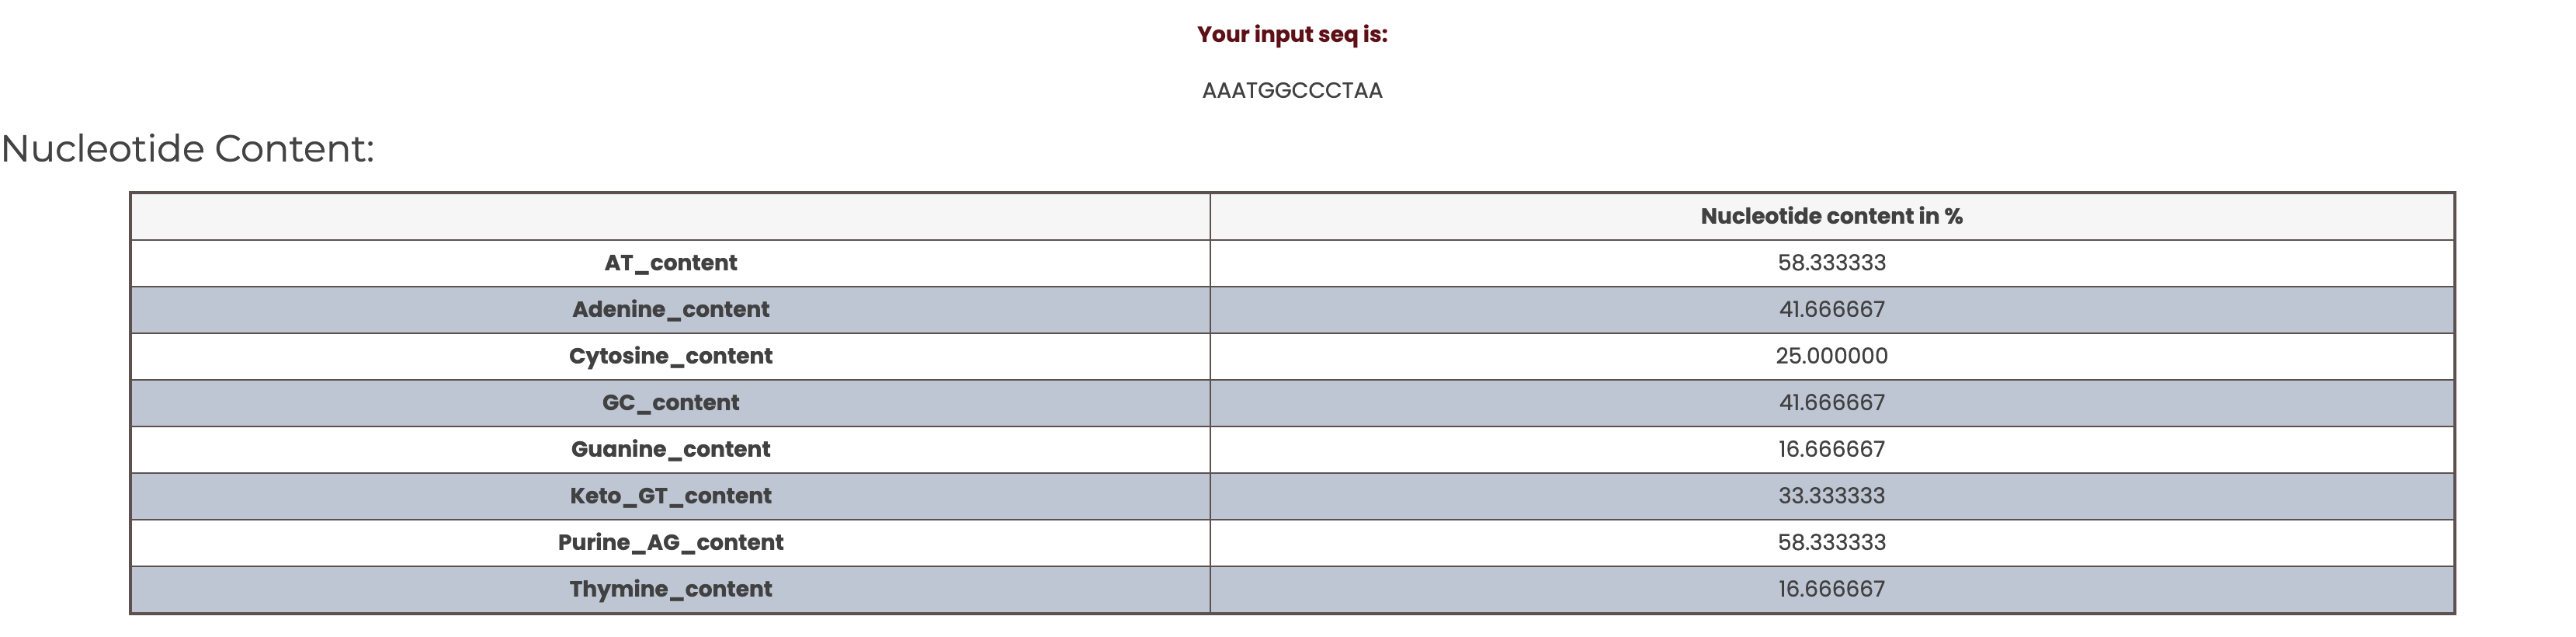 Your input seq is:
AAATGGCCCTAA
Nucleotide Content:
Nucleotide content in %
AT_content 58.333333
Adenine_content 41.666667
Cytosine_content 25.000000
GC_content 41.666667
Guanine_content 16.666667
Keto_GT_content 33.333333
Purine_AG_content 58.333333
Thymine_content 16.666667